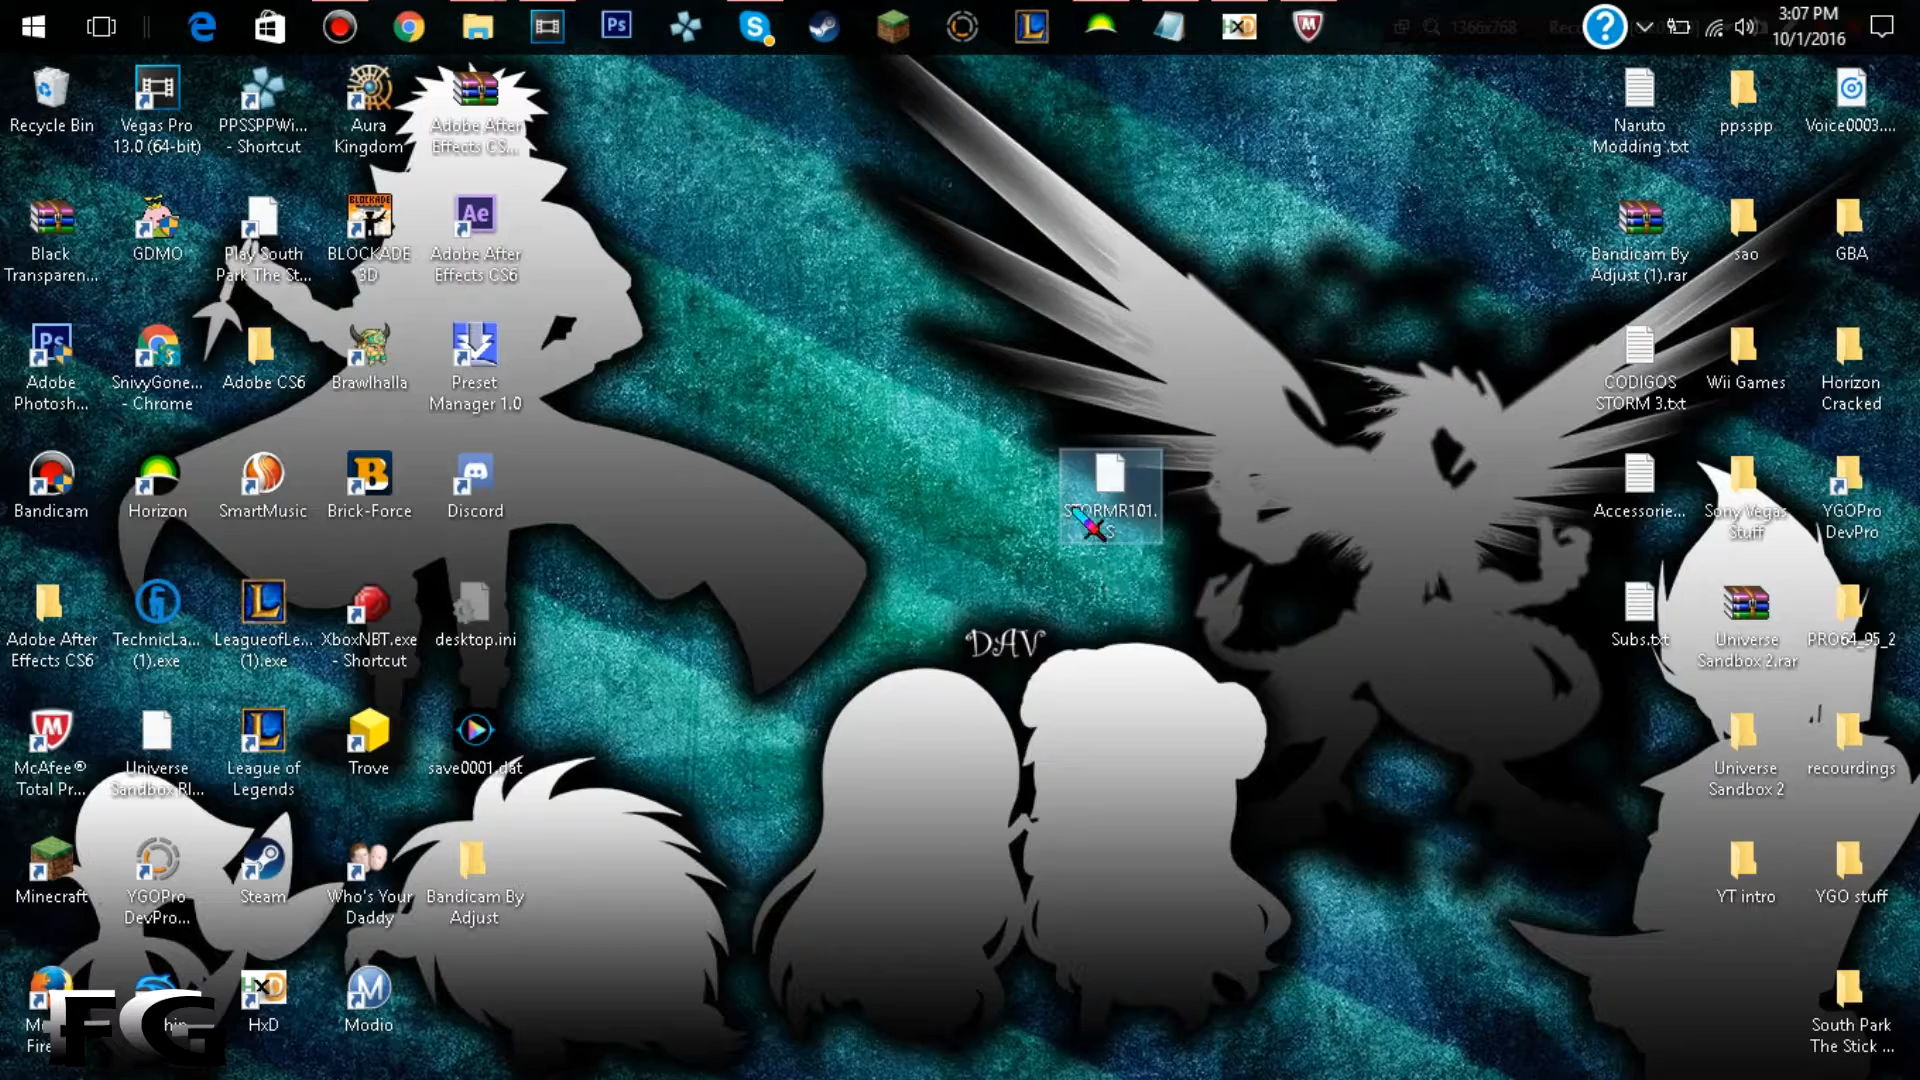 1366x768
3:07 PM
10/1/2016
Recycle Bin
Vegas Pro
13.0 (64-bit)
PPSSPPWi...
- Shortcut
Aura
Kingdom
Adobe After
Effects CS...
Naruto
Modding .txt
ppsspp
Voice0003....
Black
Transparen...
GDMO
Play South
Park The St...
BLOCKADE
3D
Adobe After
Effects CS6
Bandicam By
Adjust (1).rar
sao
GBA
Adobe
Photosh...
SnivyGone...
- Chrome
Adobe CS6
Brawlhalla
Preset
Manager 1.0
CODIGOS
STORM 3.txt
Wii Games
Horizon
Cracked
Bandicam
Horizon
SmartMusic
Brick-Force
Discord
STORMR101.
S
Accessorie...
Sony Vegas
Stuff
YGOPro
DevPro
Adobe After
Effects CS6
TechnicLa...
(1).exe
LeagueofLe...
(1).exe
XboxNBT.exe
- Shortcut
desktop.ini
DAV
Subs.txt
Universe
Sandbox 2.rar
PRO64_95_2
McAfee®
Total Pr...
Universe
Sandbox RI...
League of
Legends
Trove
save0001.dat
Universe
Sandbox 2
recourdings
Minecraft
YGOPro
DevPro...
Steam
Who's Your
Daddy
Bandicam By
Adjust
YT intro
YGO stuff
HxD
Modio
FG
South Park
The Stick ...